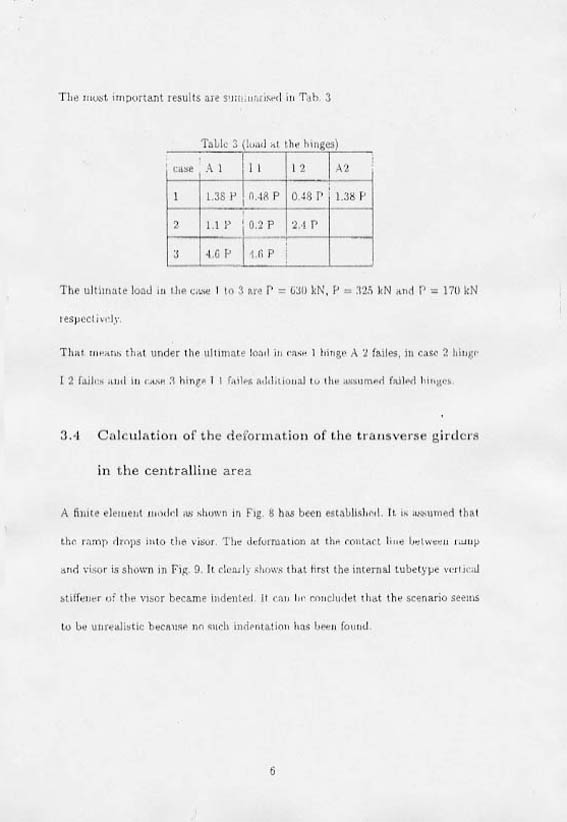 The most important results are summarised in Tab. 3
Table 3 (load at the hinges)
case A 1 I 1 I 2 A2
1 1.38 P 0.48 P 0.48 P 1.38 P
2 1.1 P 0.2 P 2.4 P
3 4.6 P 4.6 P
The ultimate load in the case 1 to 3 are P = 630 kN, P = 325 kN and P = 170 kN
respectively.
That means that under the ultimate load in case 1 hinge A 2 failes, in case 2 hinge
I 2 failes and in case 3 hinge I 1 failes additional to the assumed failed hinges.
3.4 Calculation of the deformation of the transverse girders
in the centralline area
A finite element model as shown in Fig. 8 has been established. It is assumed that
the ramp drops into the visor. The deformation at the contact line between ramp
and visor is shown in Fig. 9. It clearly shows that first the internal tubetype vertical
stiffener of the visor became indented. It can be concludet that the scenario seems
to be unrealistic because no such indentation has been found.
6